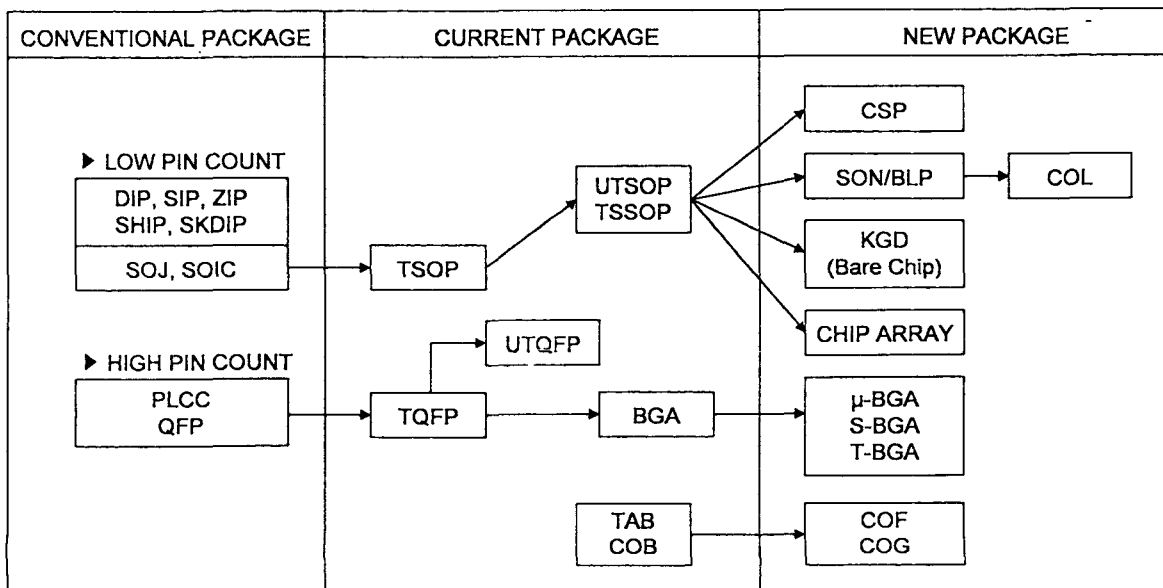 CONVENTIONAL PACKAGE
CURRENT PACKAGE
NEW PACKAGE
▶ LOW PIN COUNT
DIP, SIP, ZIP
SHIP, SKDIP
SOJ, SOIC
TSOP
UTSOP
TSSOP
CSP
SON/BLP
COL
KGD
(Bare Chip)
CHIP ARRAY
▶ HIGH PIN COUNT
PLCC
QFP
UTQFP
TQFP
BGA
μ-BGA
S-BGA
T-BGA
TAB
COB
COF
COG